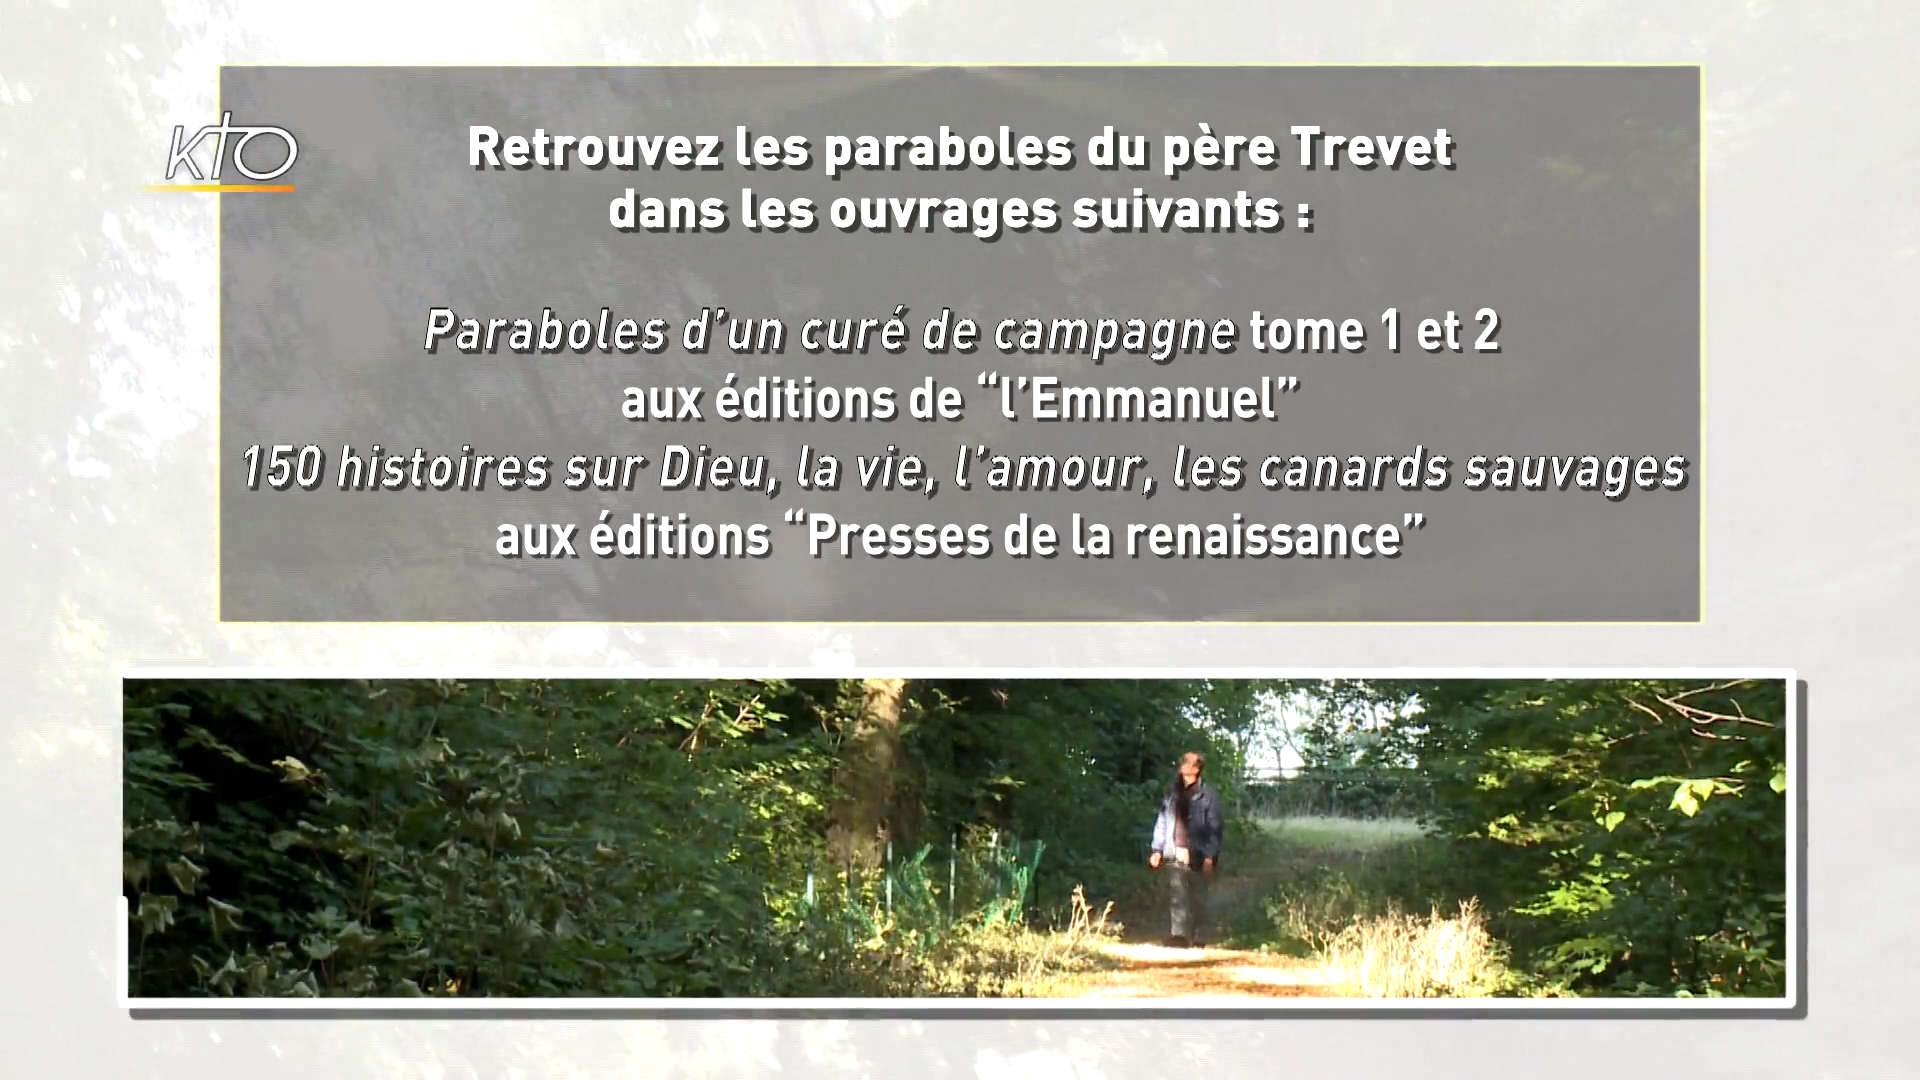 KTO
Retrouvez les paraboles du père Trevet
dans les ouvrages suivants :
Paraboles d’un curé de campagne tome 1 et 2
aux éditions de “l’Emmanuel”
150 histoires sur Dieu, la vie, l’amour, les canards sauvages
aux éditions “Presses de la renaissance”